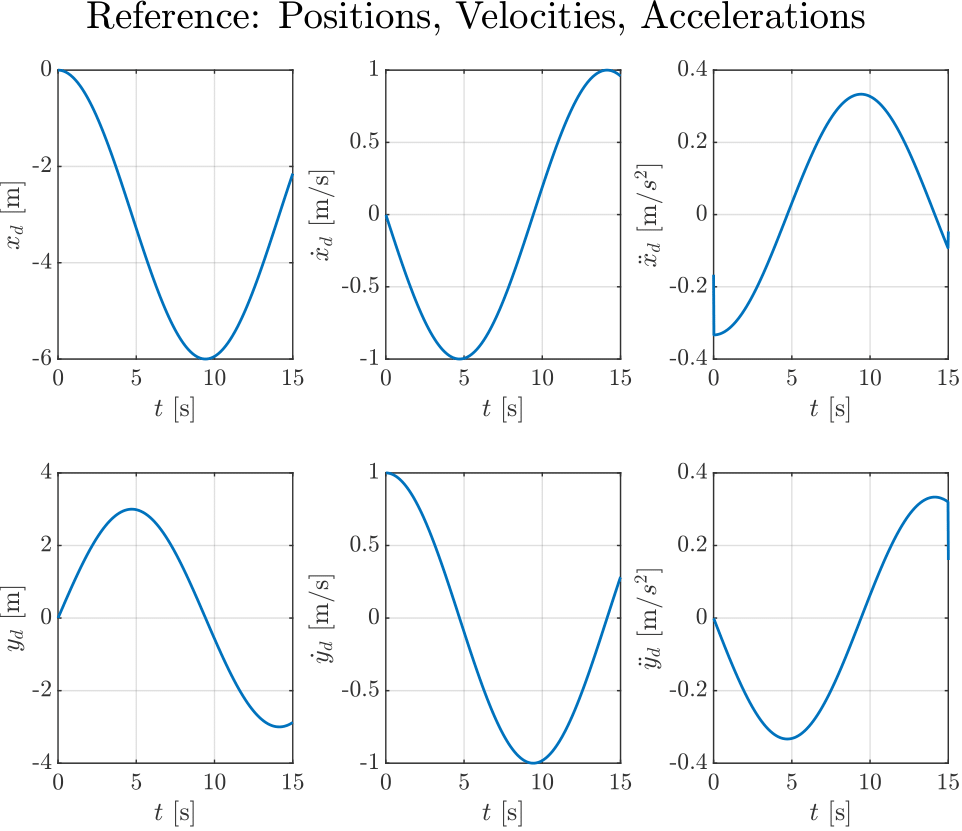 Reference: Positions, Velocities, Accelerations
0
-2
-4
-6
x_d [m]
0 5 10 15
t [s]
1
0.5
0
-0.5
-1
ẋ_d [m/s]
0 5 10 15
t [s]
0.4
0.2
0
-0.2
-0.4
ẍ_d [m/s²]
0 5 10 15
t [s]
4
2
0
-2
-4
y_d [m]
0 5 10 15
t [s]
1
0.5
0
-0.5
-1
ẏ_d [m/s]
0 5 10 15
t [s]
0.4
0.2
0
-0.2
-0.4
ÿ_d [m/s²]
0 5 10 15
t [s]